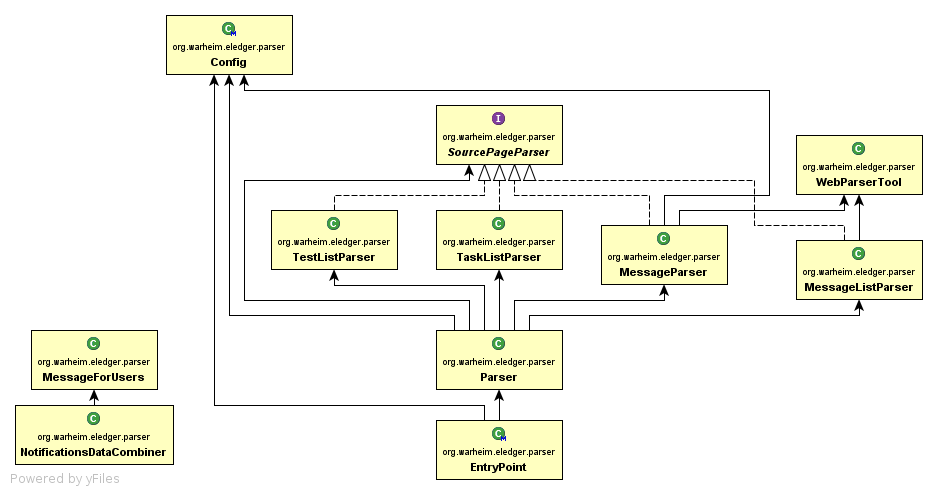 C M
org.warheim.eledger.parser
Config
I
org.warheim.eledger.parser
SourcePageParser
C
org.warheim.eledger.parser
WebParserTool
C
org.warheim.eledger.parser
TestListParser
C
org.warheim.eledger.parser
TaskListParser
C
org.warheim.eledger.parser
MessageParser
C
org.warheim.eledger.parser
MessageListParser
C
org.warheim.eledger.parser
MessageForUsers
C
org.warheim.eledger.parser
Parser
C
org.warheim.eledger.parser
NotificationsDataCombiner
C M
org.warheim.eledger.parser
EntryPoint
Powered by yFiles